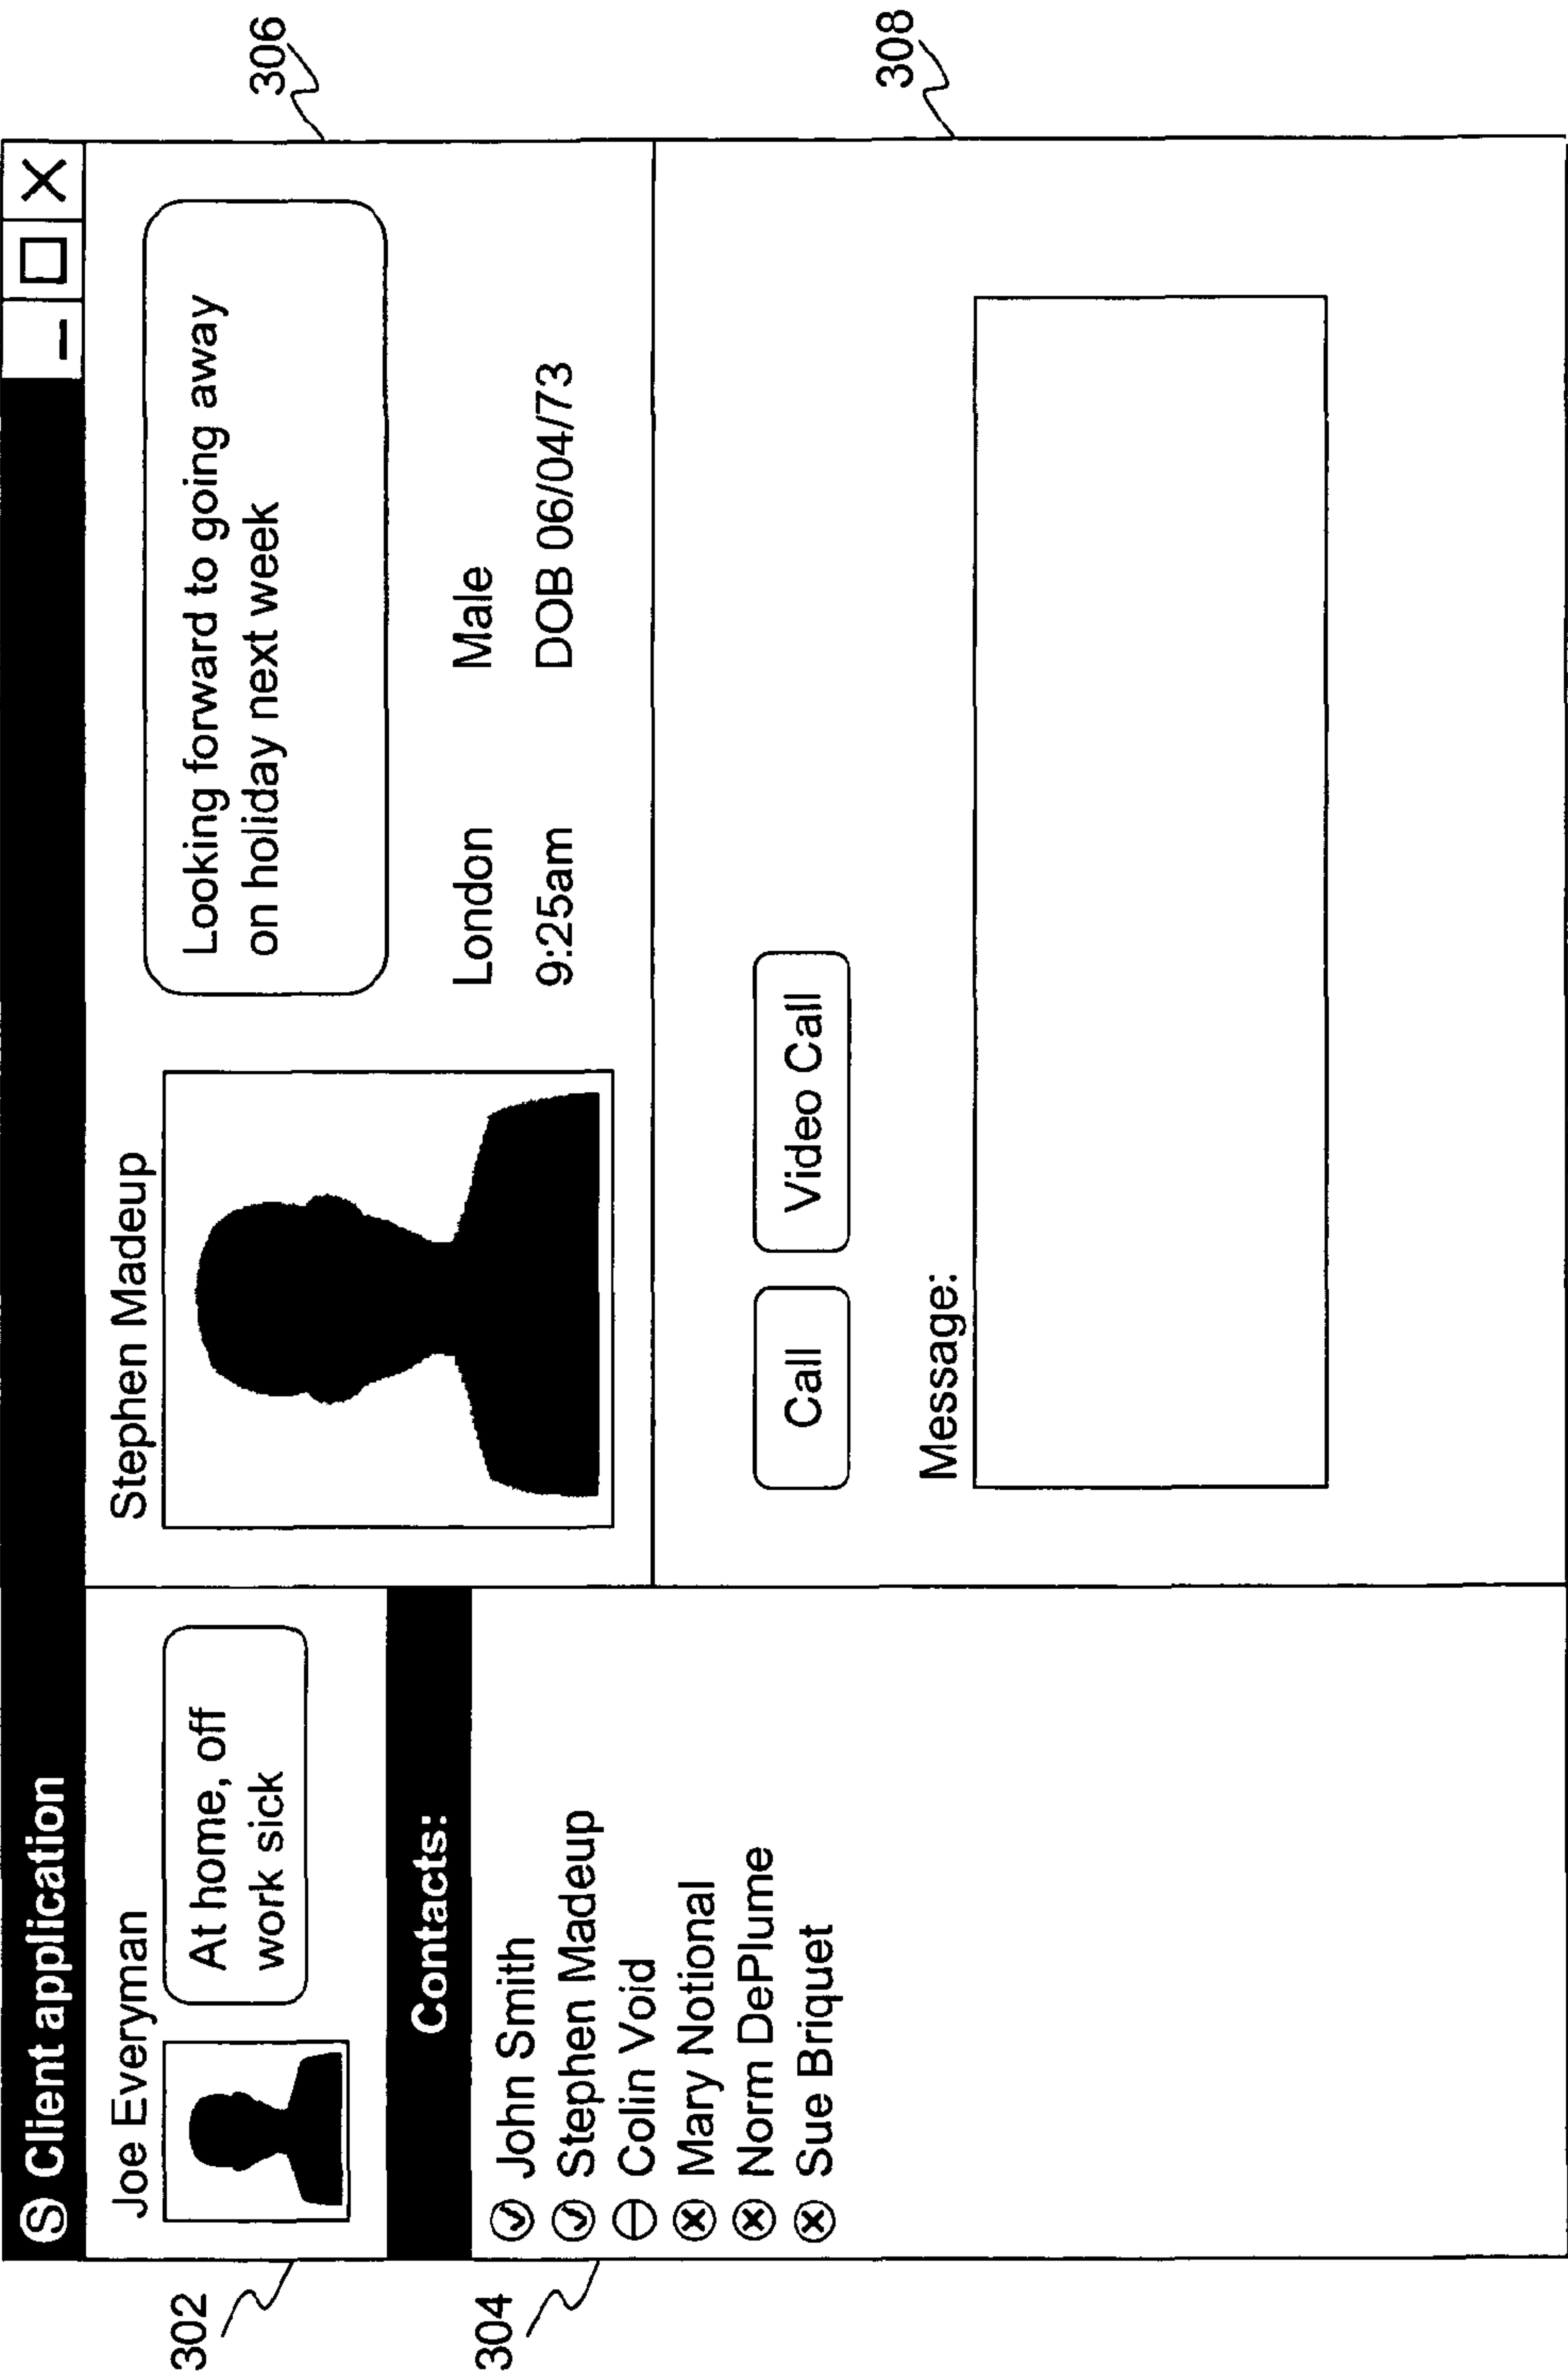 S Client application
Joe Everyman
At home, off
work sick
Contacts:
John Smith
Stephen Madeup
Colin Void
Mary Notional
Norm DePlume
Sue Briquet
Stephen Madeup
Looking forward to going away
on holiday next week
London Male
9:25am DOB 06/04/73
Call Video Call
Message:
302
304
306
308